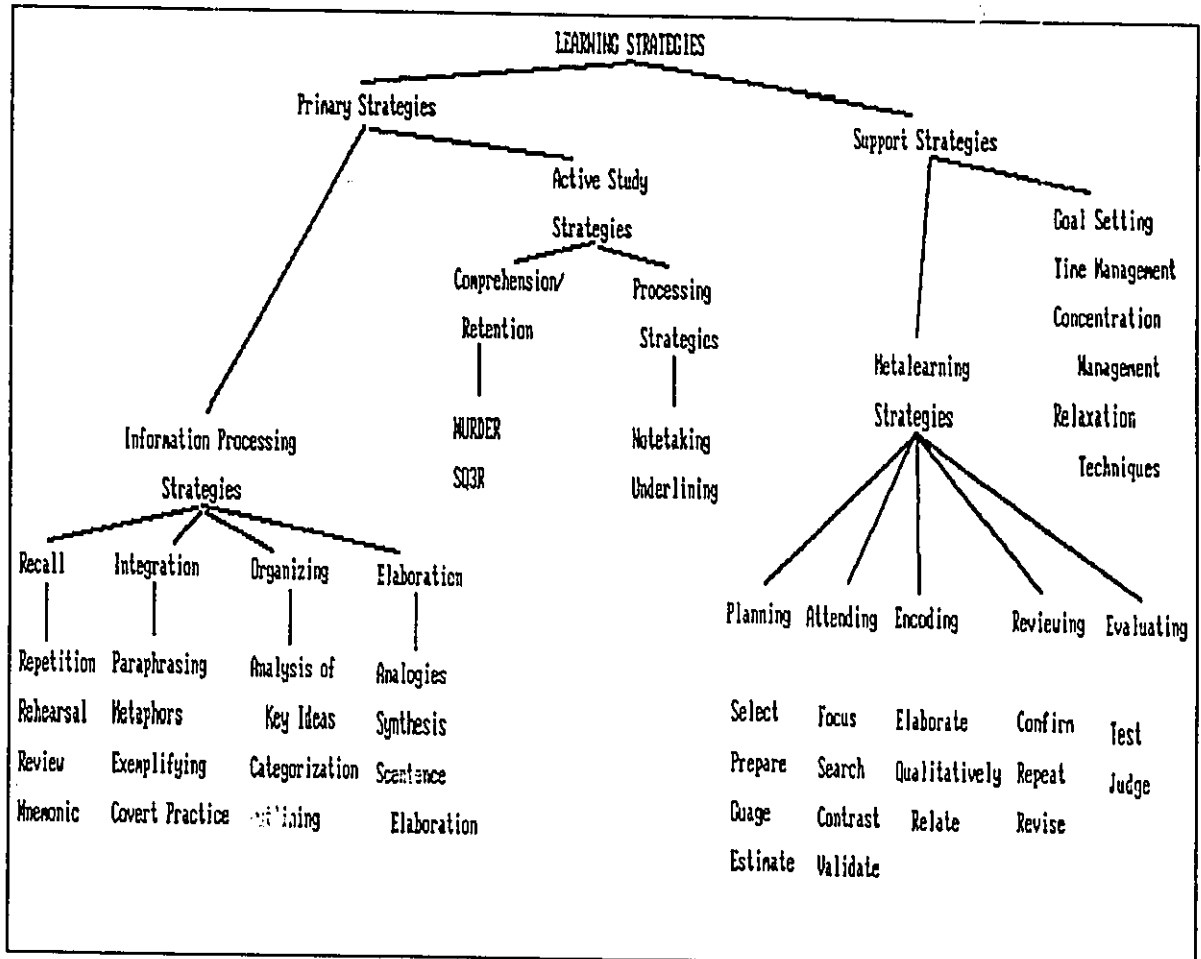 LEARNING STRATEGIES
Primary Strategies
Support Strategies
Active Study
Strategies
Goal Setting
Time Management
Concentration
Management
Relaxation
Techniques
Comprehension/
Retention
Processing
Strategies
Metalearning
Strategies
MURDER
SQ3R
Notetaking
Underlining
Information Processing
Strategies
Recall
Integration
Organizing
Elaboration
Repetition
Rehearsal
Review
Mnemonic
Paraphrasing
Metaphors
Exemplifying
Covert Practice
Analysis of
Key Ideas
Categorization
Analogies
Synthesis
Sentence
Elaboration
Planning
Attending
Encoding
Reviewing
Evaluating
Select
Prepare
Guage
Estimate
Focus
Search
Contrast
Validate
Elaborate
Qualitatively
Relate
Confirm
Repeat
Revise
Test
Judge